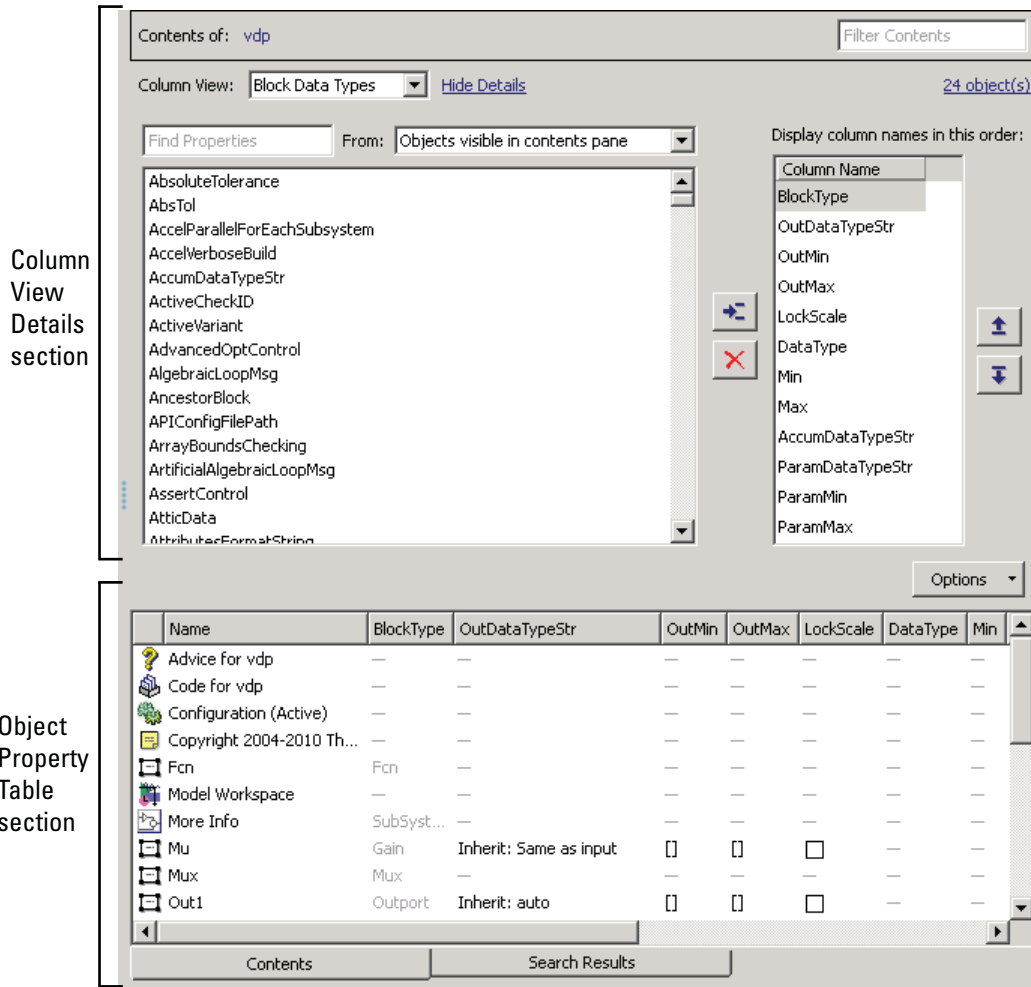 Contents of: vdp
Filter Contents
Column View: Block Data Types Hide Details 24 object(s)
Find Properties From: Objects visible in contents pane
Display column names in this order:
AbsoluteTolerance
AbsTol
AccelParallelForEachSubsystem
AccelVerboseBuild
AccumDataTypeStr
ActiveCheckID
ActiveVariant
AdvancedOptControl
AlgebraicLoopMsg
AncestorBlock
APIConfigFilePath
ArrayBoundsChecking
ArtificialAlgebraicLoopMsg
AssertControl
AtticData
AttributesFormatString
Column Name
BlockType
OutDataTypeStr
OutMin
OutMax
LockScale
DataType
Min
Max
AccumDataTypeStr
ParamDataTypeStr
ParamMin
ParamMax
Column
View
Details
section
Options
Name BlockType OutDataTypeStr OutMin OutMax LockScale DataType Min
Advice for vdp — — — — — — —
Code for vdp — — — — — — —
Configuration (Active) — — — — — — —
Copyright 2004-2010 Th... — — — — — — —
Fcn Fcn — — — — — —
Model Workspace — — — — — — —
More Info SubSyst... — — — — — —
Mu Gain Inherit: Same as input [] [] — —
Mux Mux — — — — — —
Out1 Outport Inherit: auto [] [] — —
Object
Property
Table
section
Contents
Search Results